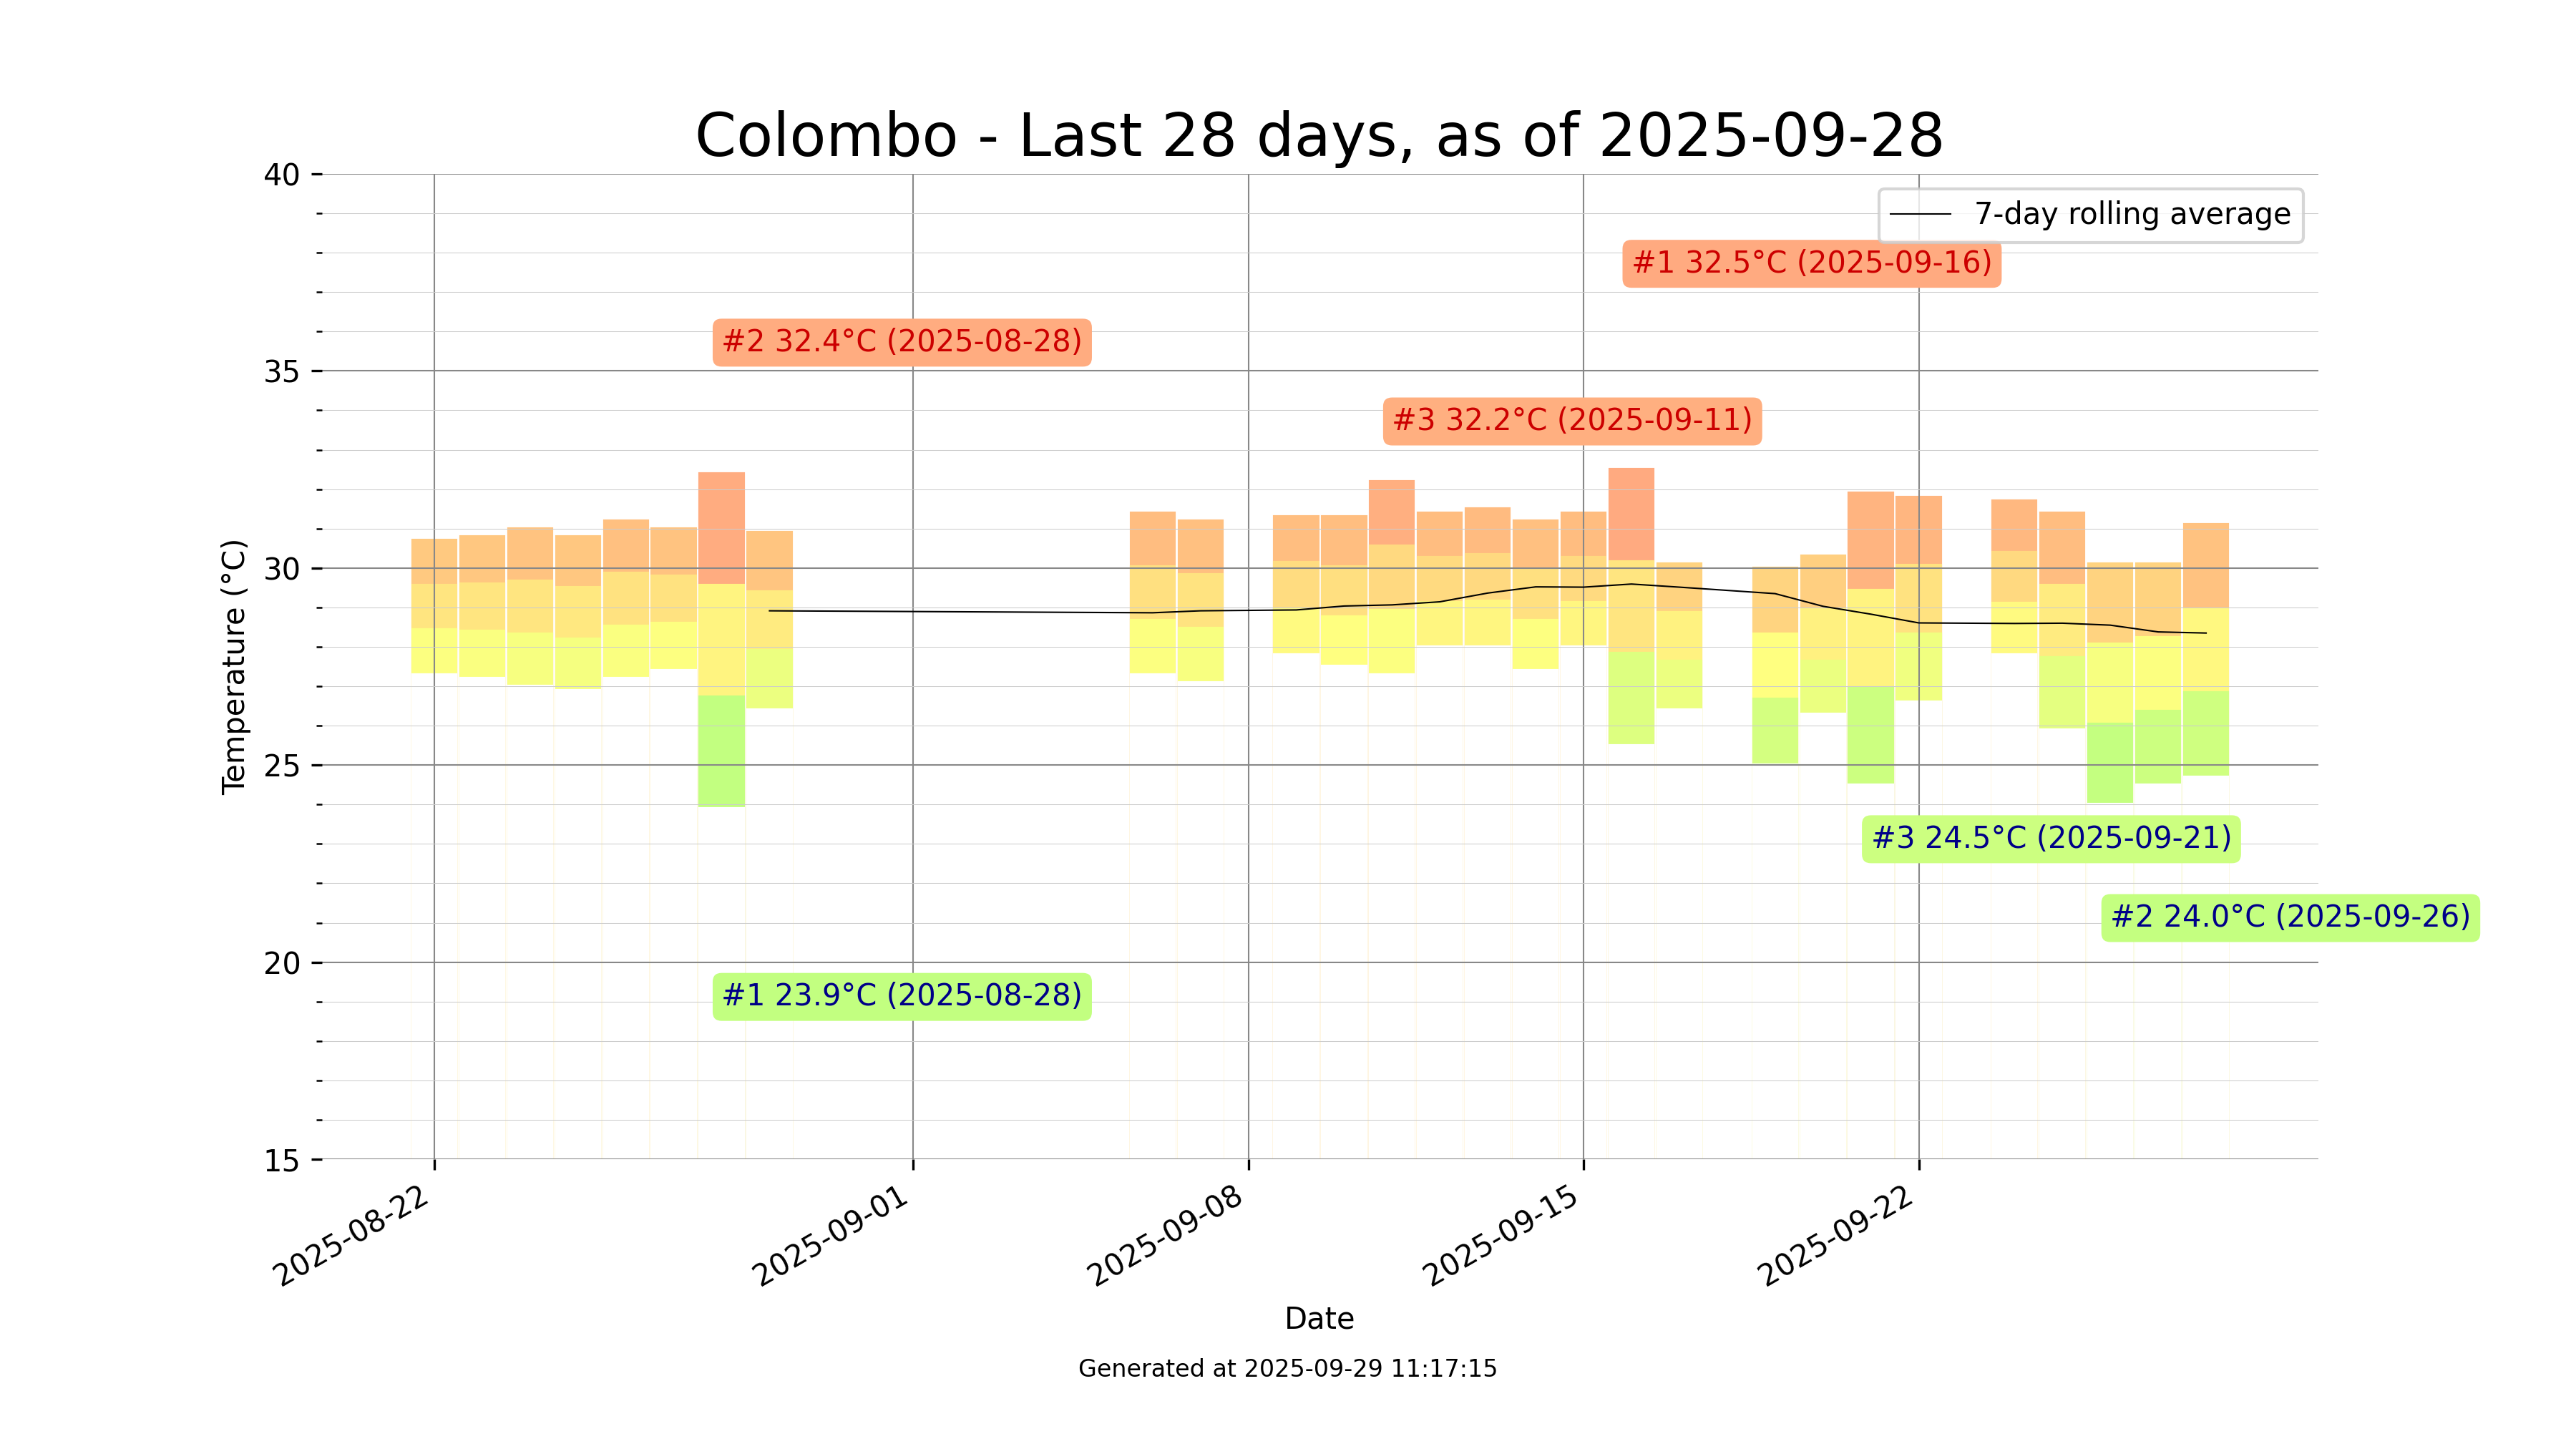 Colombo - Last 28 days, as of 2025-09-28
40
7-day rolling average
#1 32.5°C (2025-09-16)
#2 32.4°C (2025-08-28)
35
#3 32.2°C (2025-09-11)
30
Temperature (°C)
25
#3 24.5°C (2025-09-21)
#2 24.0°C (2025-09-26)
20
#1 23.9°C (2025-08-28)
15
2025-08-22
2025-09-01
2025-09-08
2025-09-15
2025-09-22
Date
Generated at 2025-09-29 11:17:15